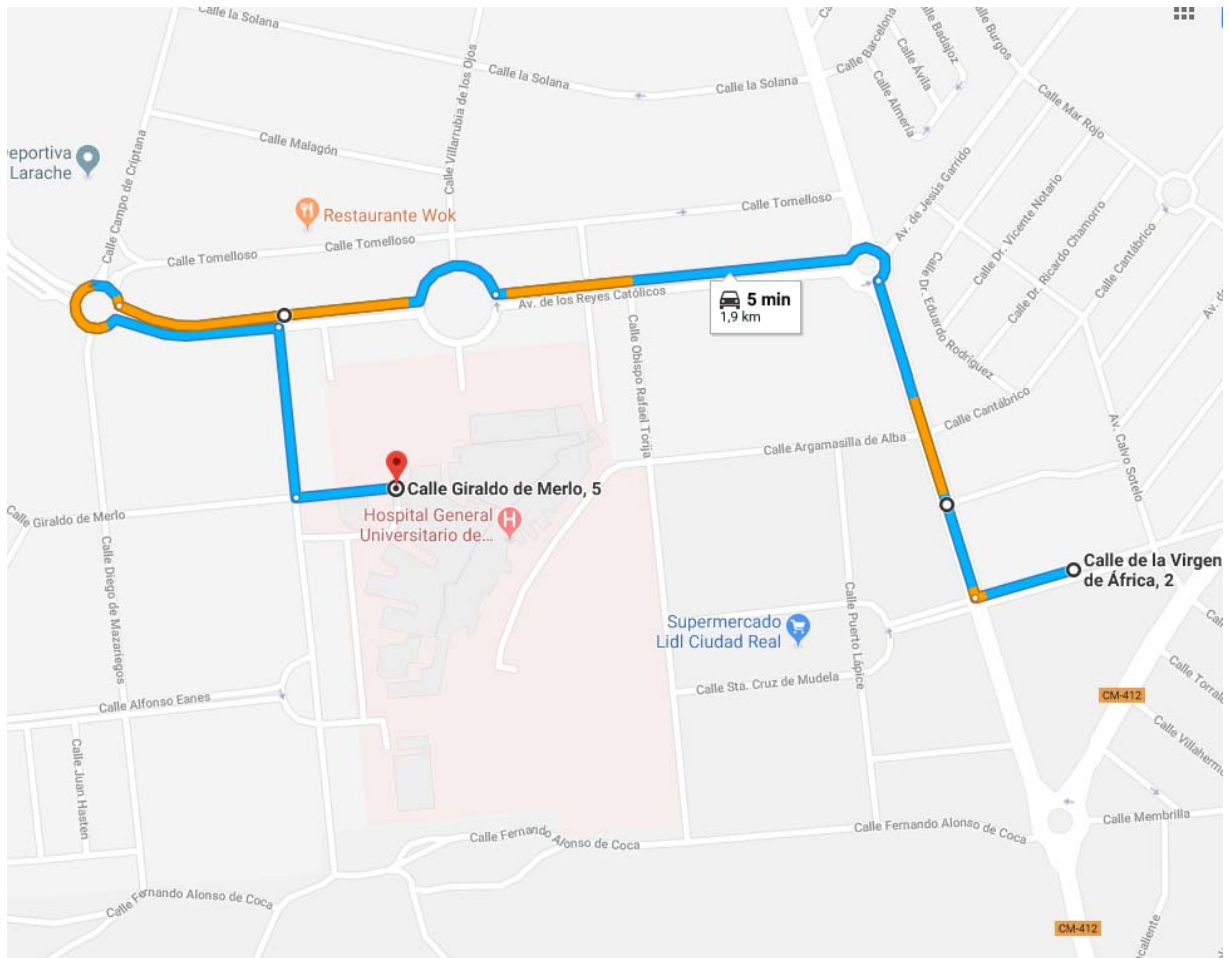 Calle la Solana
Calle Barcelona
Calle Ávila
Calle Badajoz
Calle Burgos
Calle la Solana
Calle la Solana
Calle Almería
Calle Mar Rojo
Calle Villarrubia de los Ojos
Calle Malagón
eportiva
Larache
Calle Campo de Criptana
Restaurante Wok
Calle Tomelloso
Calle Tomelloso
Calle Tomelloso
Av. de Jesús Garrido
Calle Dr. Vicente Notario
Calle Dr. Ricardo Chamorro
Calle Cantábrico
Calle Dr. Eduardo Rodríguez
Av. de los Reyes Católicos
5 min
1,9 km
Av. de
Calle Obispo Rafael Torija
Calle Cantábrico
Calle Argamasilla de Alba
Av. Calvo Sotelo
Calle Giraldo de Merlo, 5
Calle Giraldo de Merlo
Hospital General
Universitario de...
H
Calle Diego de Mazariegos
Calle de la Virgen
de África, 2
Calle Puerto Lápice
Supermercado
Lidl Ciudad Real
Calle Sta. Cruz de Mudela
Calle
Calle Torral
CM-412
Calle Alfonso Eanes
Calle Juan Hasten
Calle Villaherm
Calle Membrilla
Calle Fernando Alonso de Coca
Calle Fernando Alonso de Coca
Calle Fernando Alonso de Coca
CM-412
caliente